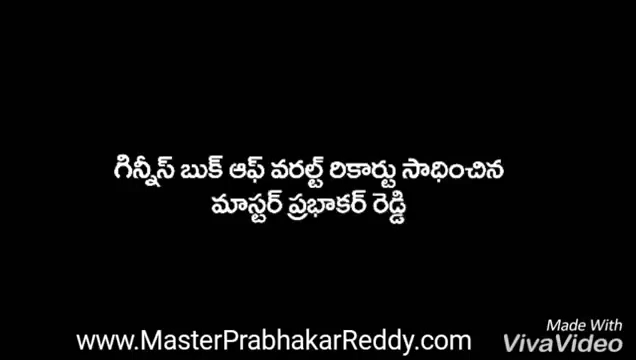 గిన్నీస్ బుక్ ఆఫ్ వరల్ట్ రికార్టు సాధించిన
మాస్టర్ ప్రభాకర్ రెడ్డి
www.MasterPrabhakarReddy.com
Made With
VivaVideo